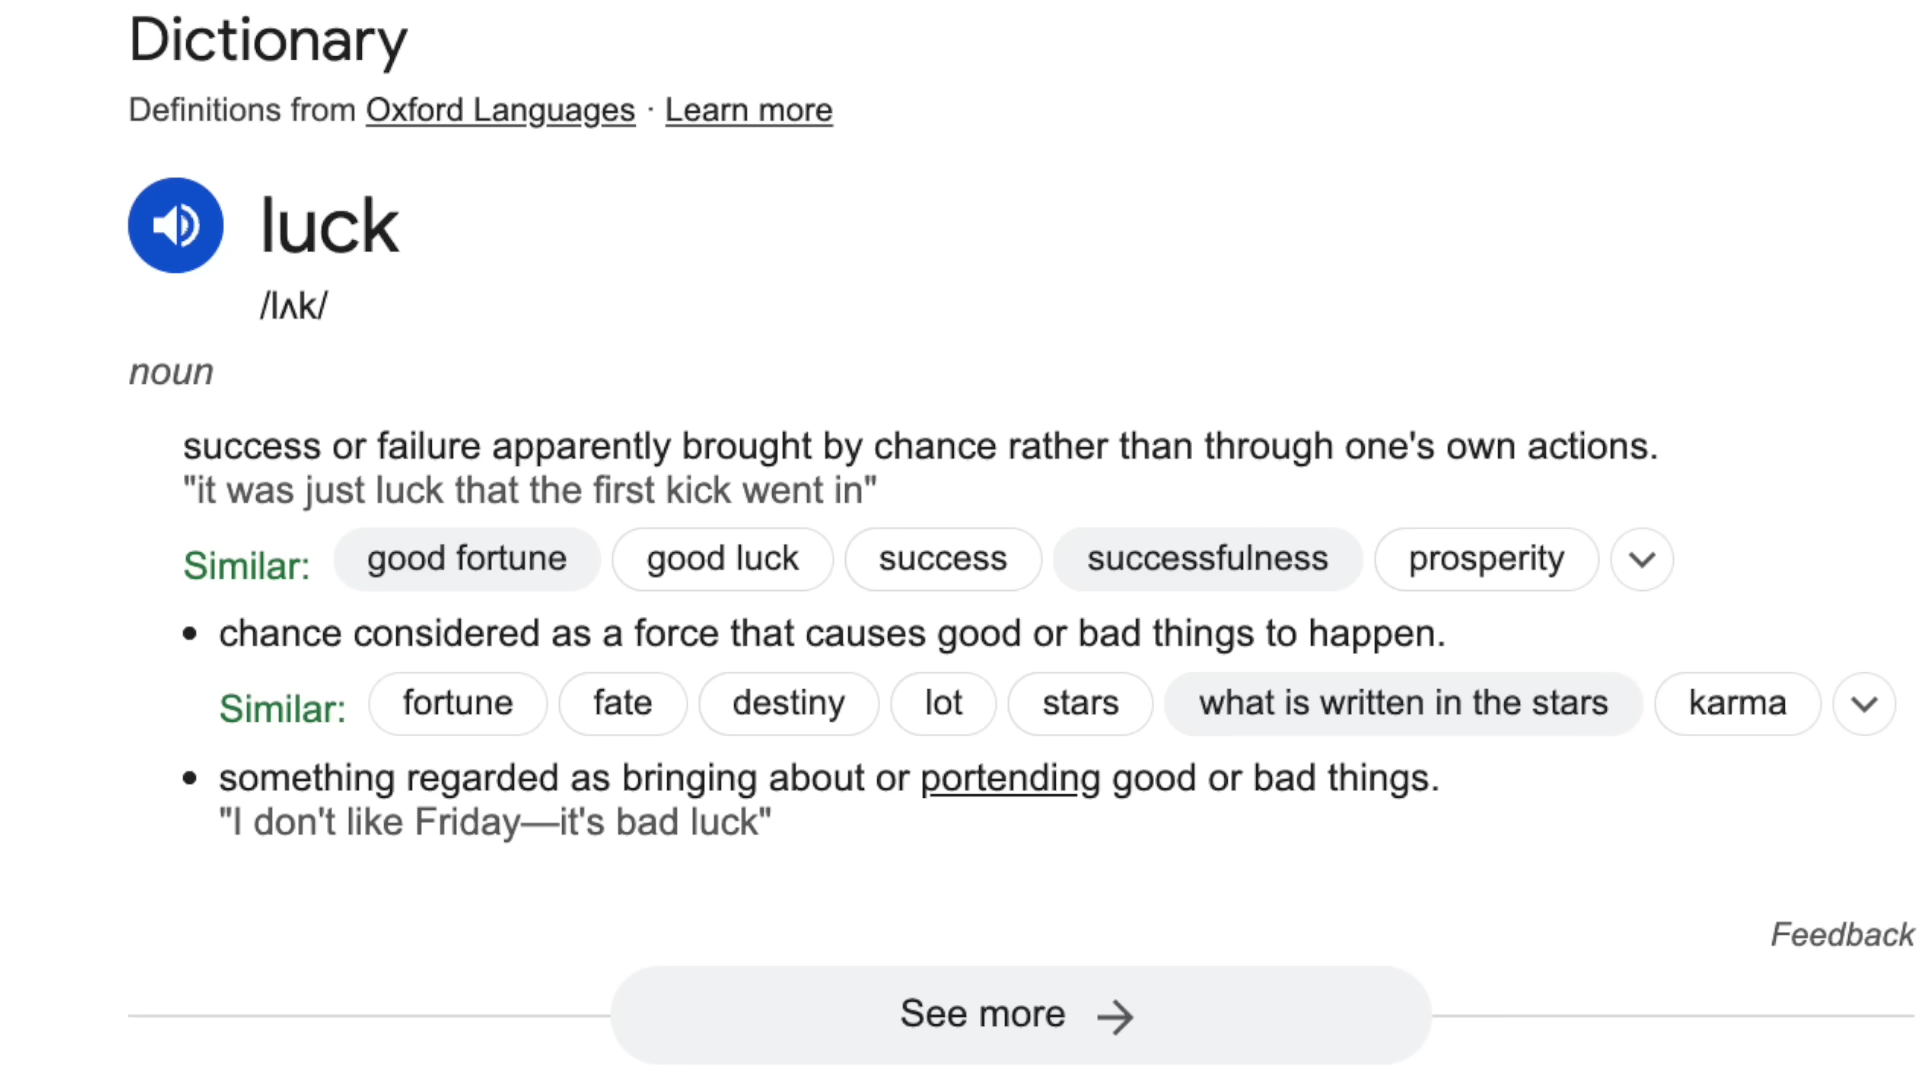 Dictionary
Definitions from Oxford Languages · Learn more
luck
/lʌk/
noun
success or failure apparently brought by chance rather than through one's own actions.
"it was just luck that the first kick went in"
Similar: good fortune good luck success successfulness prosperity
• chance considered as a force that causes good or bad things to happen.
Similar: fortune fate destiny lot stars what is written in the stars karma
• something regarded as bringing about or portending good or bad things.
"I don't like Friday—it's bad luck"
Feedback
See more →